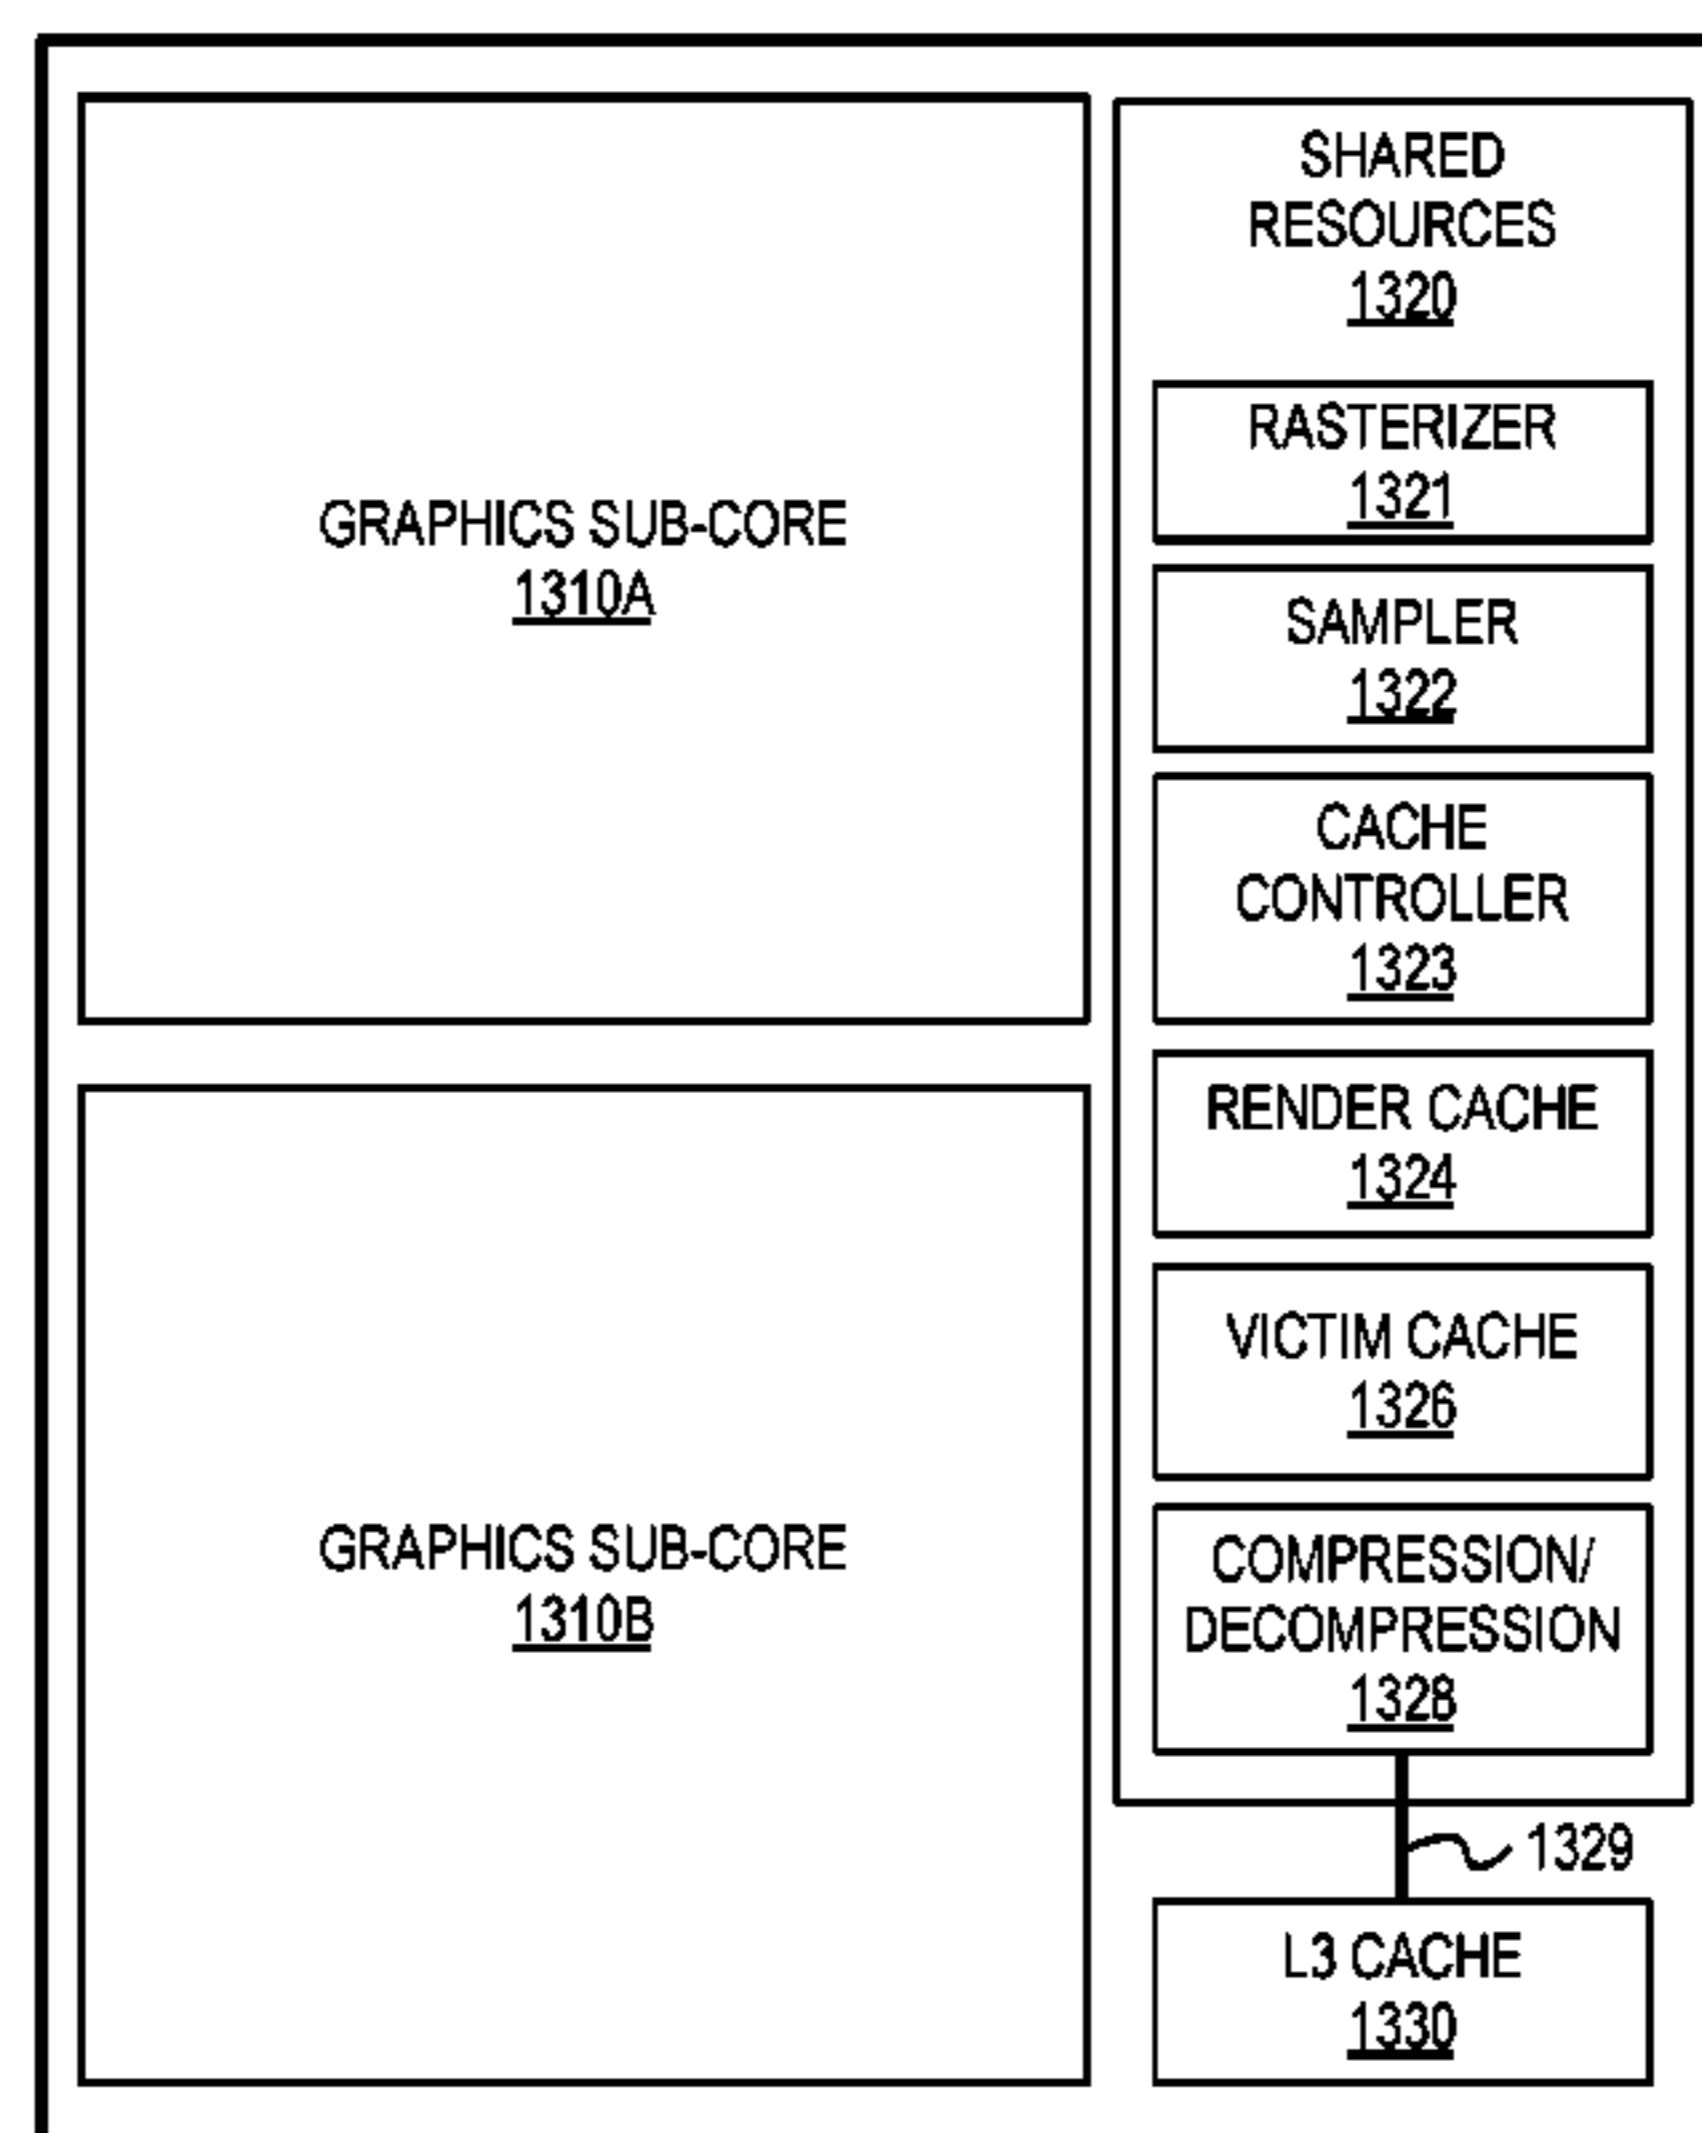 GRAPHICS SUB-CORE
1310A
GRAPHICS SUB-CORE
1310B
SHARED
RESOURCES
1320
RASTERIZER
1321
SAMPLER
1322
CACHE
CONTROLLER
1323
RENDER CACHE
1324
VICTIM CACHE
1326
COMPRESSION/
DECOMPRESSION
1328
1329
L3 CACHE
1330